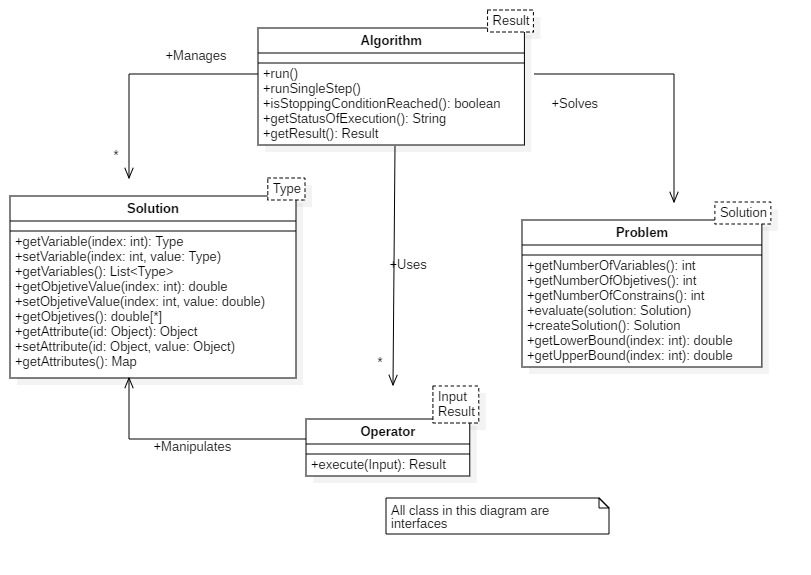 Result
Algorithm
+run()
+runSingleStep()
+isStoppingConditionReached(): boolean
+getStatusOfExecution(): String
+getResult(): Result
+Manages
*
+Solves
+Uses
*
Type
Solution
+getVariable(index: int): Type
+setVariable(index: int, value: Type)
+getVariables(): List<Type>
+getObjetiveValue(index: int): double
+setObjetiveValue(index: int, value: double)
+getObjetives(): double[*]
+getAttribute(id: Object): Object
+setAttribute(id: Object, value: Object)
+getAttributes(): Map
Solution
Problem
+getNumberOfVariables(): int
+getNumberOfObjetives(): int
+getNumberOfConstrains(): int
+evaluate(solution: Solution)
+createSolution(): Solution
+getLowerBound(index: int): double
+getUpperBound(index: int): double
Input
Result
Operator
+execute(Input): Result
+Manipulates
All class in this diagram are
interfaces